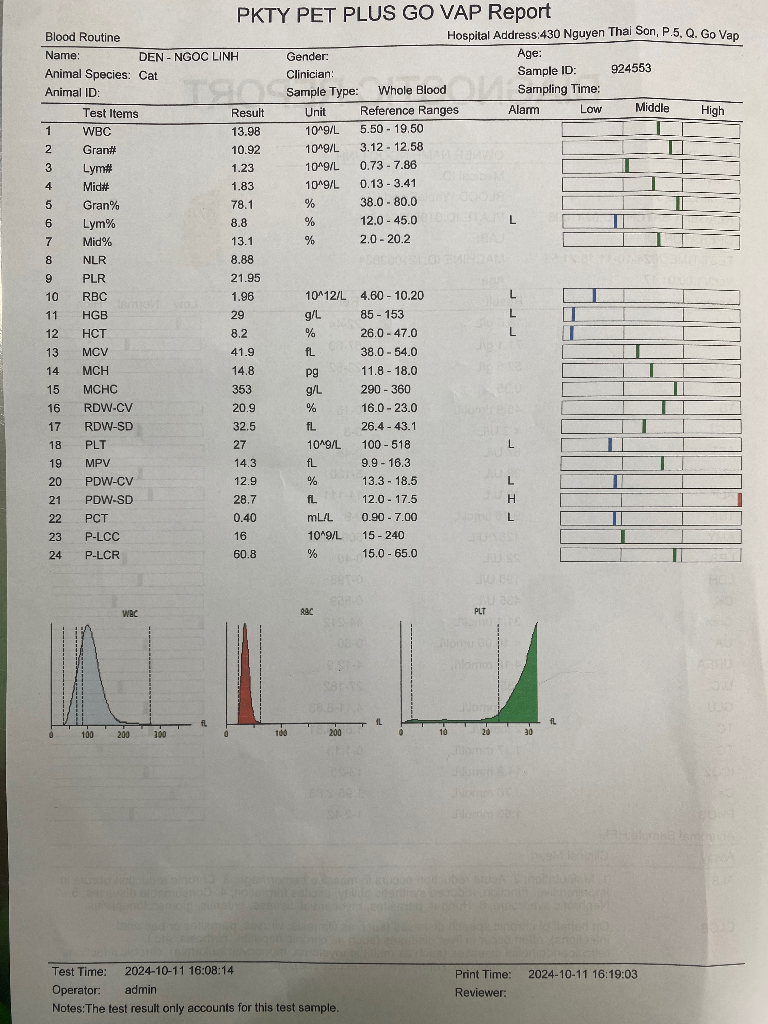 PKTY PET PLUS GO VAP Report
Blood Routine Hospital Address:430 Nguyen Thai Son, P.5, Q. Go Vap
Name: DEN - NGOC LINH Gender: Age:
Animal Species: Cat Clinician: Sample ID: 924553
Animal ID: Sample Type: Whole Blood Sampling Time:
Test Items Result Unit Reference Ranges Alarm Low Middle High
1 WBC 13.98 10^9/L 5.50 - 19.50
2 Gran# 10.92 10^9/L 3.12 - 12.58
3 Lym# 1.23 10^9/L 0.73 - 7.86
4 Mid# 1.83 10^9/L 0.13 - 3.41
5 Gran% 78.1 % 38.0 - 80.0
6 Lym% 8.8 % 12.0 - 45.0 L
7 Mid% 13.1 % 2.0 - 20.2
8 NLR 8.88
9 PLR 21.95
10 RBC 1.96 10^12/L 4.60 - 10.20 L
11 HGB 29 g/L 85 - 153 L
12 HCT 8.2 % 26.0 - 47.0 L
13 MCV 41.9 fL 38.0 - 54.0
14 MCH 14.8 pg 11.8 - 18.0
15 MCHC 353 g/L 290 - 360
16 RDW-CV 20.9 % 16.0 - 23.0
17 RDW-SD 32.5 fL 26.4 - 43.1
18 PLT 27 10^9/L 100 - 518 L
19 MPV 14.3 fL 9.9 - 16.3
20 PDW-CV 12.9 % 13.3 - 18.5 L
21 PDW-SD 28.7 fL 12.0 - 17.5 H
22 PCT 0.40 mL/L 0.90 - 7.00 L
23 P-LCC 16 10^9/L 15 - 240
24 P-LCR 60.8 % 15.0 - 65.0
WBC RBC PLT
0 100 200 300 fL 0 100 200 fL 0 10 20 30 fL
Test Time: 2024-10-11 16:08:14 Print Time: 2024-10-11 16:19:03
Operator: admin Reviewer:
Notes:The test result only accounts for this test sample.